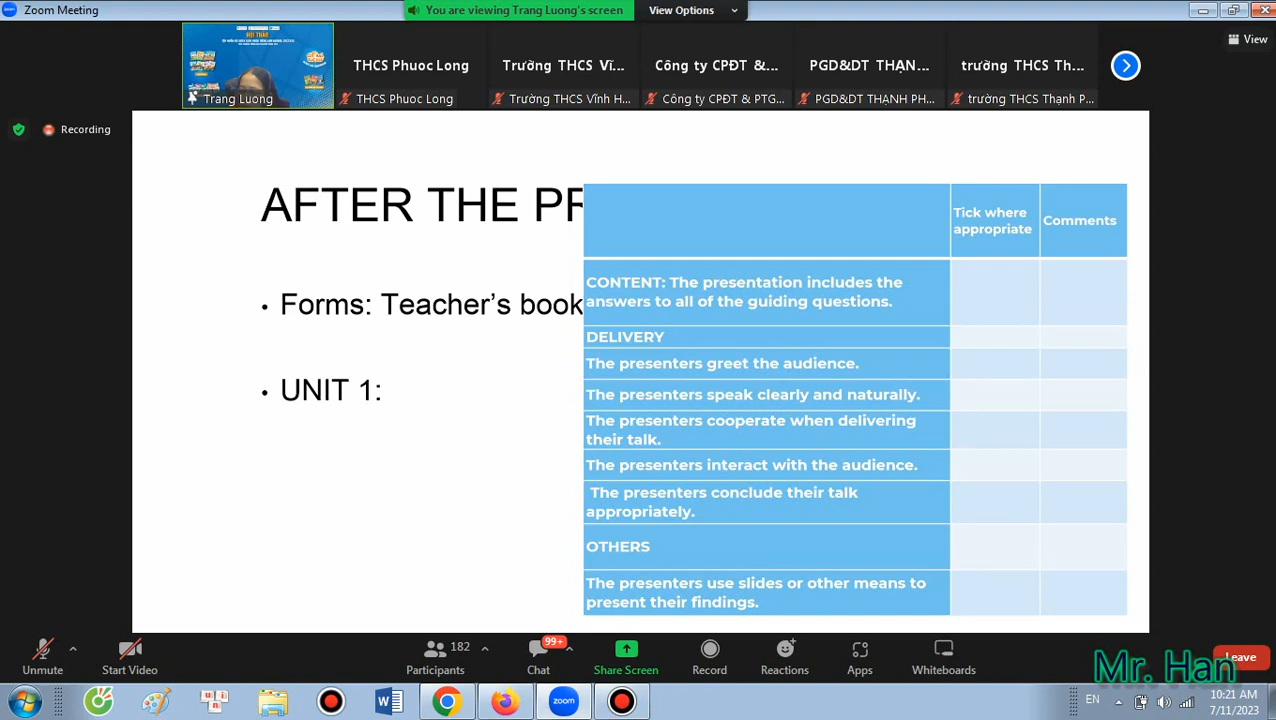 Zoom Meeting
You are viewing Trang Luong's screen
View Options
View
ĐỘI THẢO
THCS Phuoc Long
Trường THCS Vĩ...
Công ty CPĐT &...
PGD&DT THẠN...
trường THCS Th...
Trang Luong
THCS Phuoc Long
Trường THCS Vĩnh H...
Công ty CPĐT & PTG...
PGD&DT THẠNH PH...
trường THCS Thạnh P...
Recording
AFTER THE PR
• Forms: Teacher's book
• UNIT 1:
Tick where
appropriate
Comments
CONTENT: The presentation includes the
answers to all of the guiding questions.
DELIVERY
The presenters greet the audience.
The presenters speak clearly and naturally.
The presenters cooperate when delivering
their talk.
The presenters interact with the audience.
The presenters conclude their talk
appropriately.
OTHERS
The presenters use slides or other means to
present their findings.
182
99+
Unmute
Start Video
Participants
Chat
Share Screen
Record
Reactions
Apps
Whiteboards
Leave
Mr. Han
uni
W
zoom
EN
10:21 AM
7/11/2023